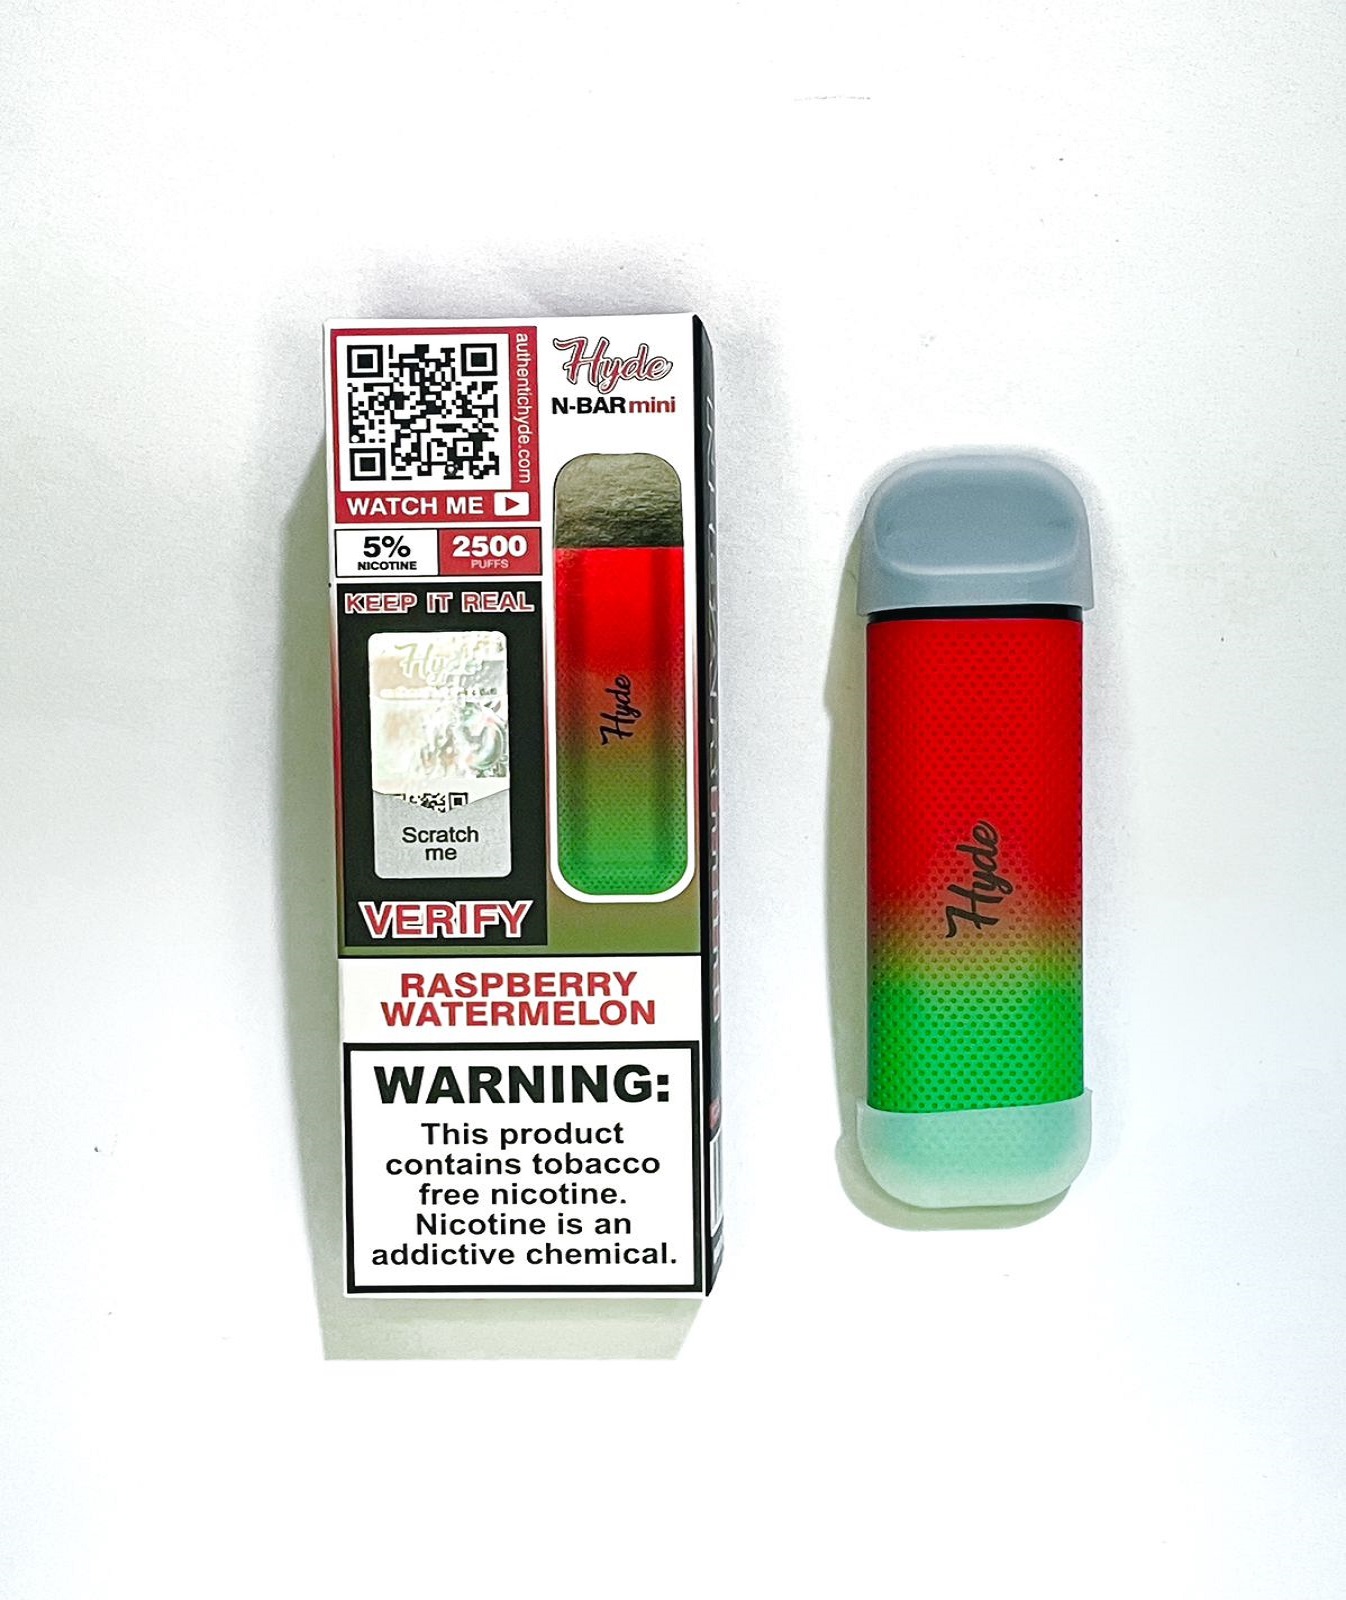 authentichyde.com
WATCH ME
5%
NICOTINE
2500
PUFFS
KEEP IT REAL
Hyde
Scratch
me
VERIFY
Hyde
N-BAR mini
Hyde
RASPBERRY
WATERMELON
WARNING:
This product
contains tobacco
free nicotine.
Nicotine is an
addictive chemical.
Hyde